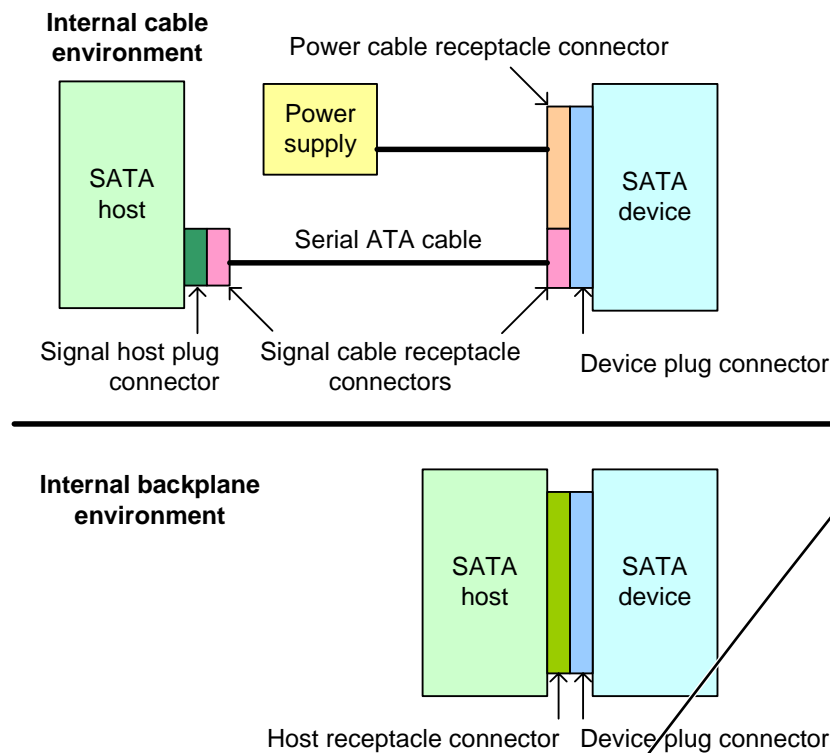 Internal cable
environment
Power cable receptacle connector
Power
supply
SATA
host
SATA
device
Serial ATA cable
Signal host plug
connector
Signal cable receptacle
connectors
Device plug connector
Internal backplane
environment
SATA
host
SATA
device
Host receptacle connector
Device plug connector